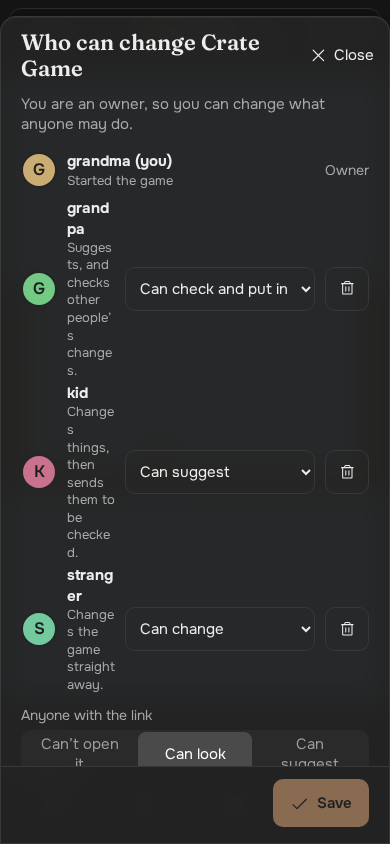 Who can change Crate
Game
Close
You are an owner, so you can change what
anyone may do.
G
grandma (you)
Started the game
Owner
G
grand
pa
Sugges
ts, and
checks
other
people's
change
s.
Can check and put in
K
kid
Change
s
things,
then
sends
them to
be
checke
d.
Can suggest
S
strang
er
Change
s the
game
straight
away.
Can change
Anyone with the link
Can't open
it
Can look
Can
suggest
Save